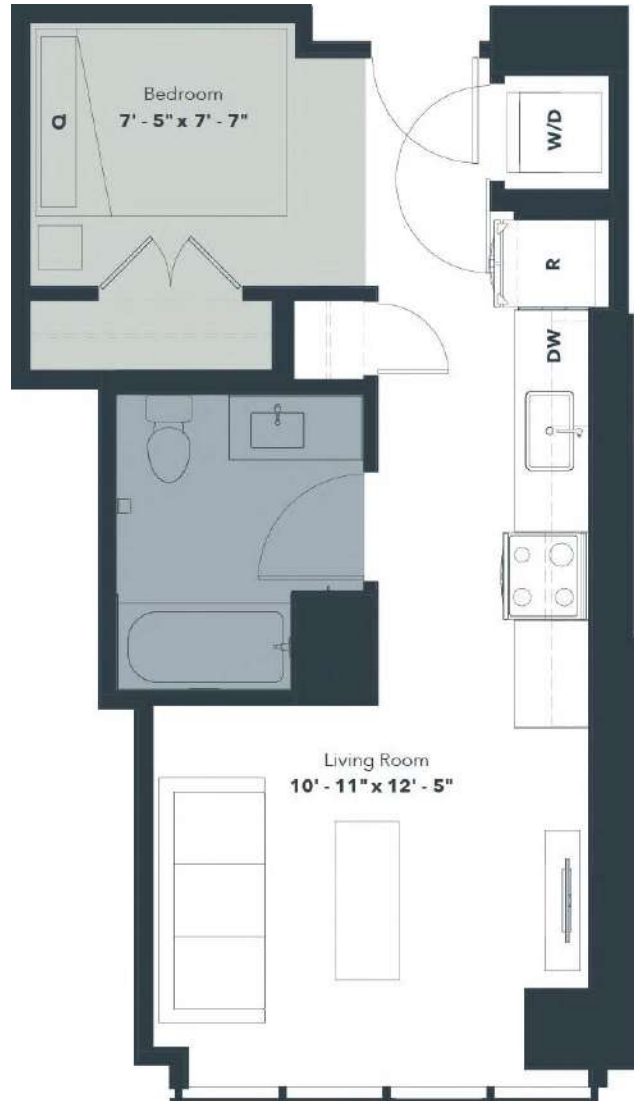 Bedroom
7' - 5" x 7' - 7"
Q
W/D
R
DW
Living Room
10' - 11" x 12' - 5"